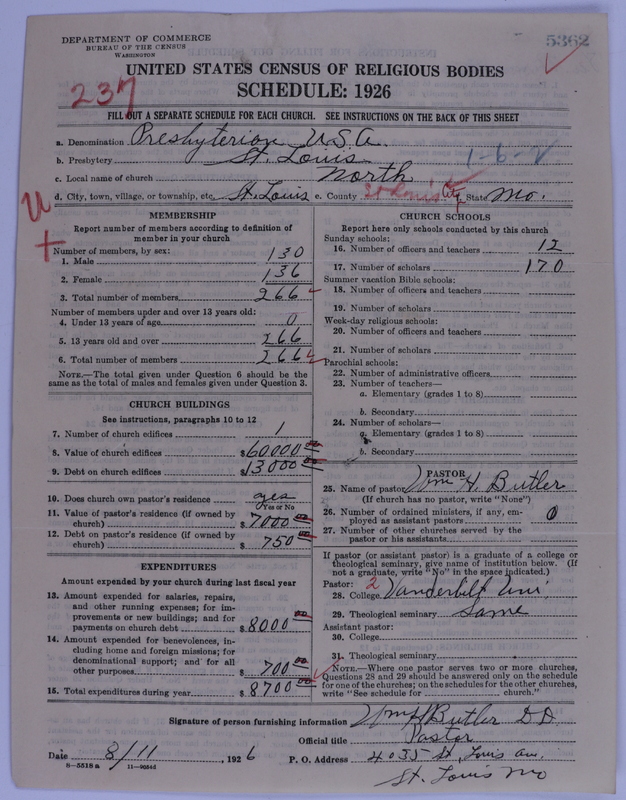 DEPARTMENT OF COMMERCE
BUREAU OF THE CENSUS
WASHINGTON
5362
UNITED STATES CENSUS OF RELIGIOUS BODIES
SCHEDULE: 1926
237
FILL OUT A SEPARATE SCHEDULE FOR EACH CHURCH. SEE INSTRUCTIONS ON THE BACK OF THIS SHEET
a. Denomination Presbyterian U.S.A.
b. Presbytery St. Louis 1-6-2
c. Local name of church North
d. City, town, village, or township, etc. St. Louis e. County St Louis City State Mo.
U
+
MEMBERSHIP
Report number of members according to definition of
member in your church
Number of members, by sex:
1. Male 130
2. Female 136
3. Total number of members 266
Number of members under and over 13 years old:
4. Under 13 years of age 0
5. 13 years old and over 266
6. Total number of members 266
NOTE.—The total given under Question 6 should be
same as the total of males and females given under Question 3.
CHURCH BUILDINGS
See instructions, paragraphs 10 to 12
7. Number of church edifices 1
8. Value of church edifices $60000 00
9. Debt on church edifices $13000 00
10. Does church own pastor's residence yes
Yes or No
11. Value of pastor's residence (if owned by
church) $7000 00
12. Debt on pastor's residence (if owned by
church) $750 00
EXPENDITURES
Amount expended by your church during last fiscal year
13. Amount expended for salaries, repairs,
and other running expenses; for im-
provements or new buildings; and for
payments on church debt $8000 00
14. Amount expended for benevolences, in-
cluding home and foreign missions; for
denominational support; and for all
other purposes $700 00
15. Total expenditures during year $8700 00
CHURCH SCHOOLS
Report here only schools conducted by this church
Sunday schools:
16. Number of officers and teachers 12
17. Number of scholars 170
Summer vacation Bible schools:
18. Number of officers and teachers
19. Number of scholars
Week-day religious schools:
20. Number of officers and teachers
21. Number of scholars
Parochial schools:
22. Number of administrative officers
23. Number of teachers—
a. Elementary (grades 1 to 8)
b. Secondary
24. Number of scholars—
a. Elementary (grades 1 to 8)
b. Secondary
PASTOR
25. Name of pastor Wm H. Butler
(If church has no pastor, write "None")
26. Number of ordained ministers, if any, em-
ployed as assistant pastors 0
27. Number of other churches served by the
pastor or his assistants
If pastor (or assistant pastor) is a graduate of a college or
theological seminary, give name of institution below. (If
not a graduate, write "No" in the space indicated.)
Pastor: 2
28. College Vanderbilt Uni
29. Theological seminary Same
Assistant pastor:
30. College
31. Theological seminary
NOTE.—Where one pastor serves two or more churches,
Questions 28 and 29 should be answered only on the schedule
for one of the churches; on the schedules for the other churches,
write "See schedule for church."
Signature of person furnishing information Wm H Butler D D
Official title Pastor
Date 8/11, 1926 P. O. Address 4035 St. Louis av.
8—5518 a 11—9654d
St. Louis Mo